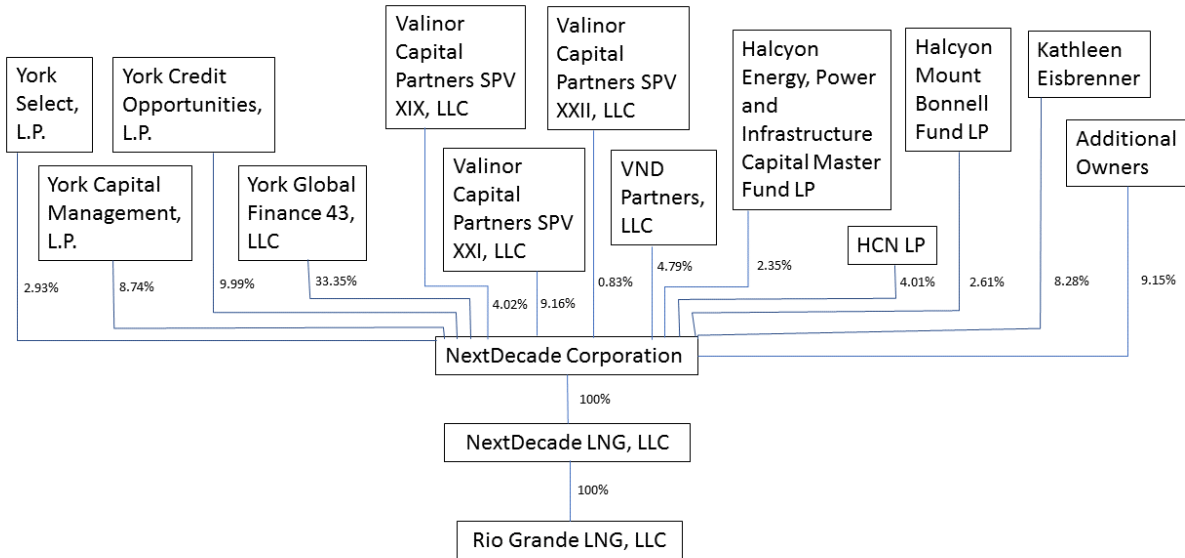 York
Select,
L.P.
York Credit
Opportunities,
L.P.
York Capital
Management,
L.P.
York Global
Finance 43,
LLC
Valinor
Capital
Partners SPV
XIX, LLC
Valinor
Capital
Partners SPV
XXI, LLC
Valinor
Capital
Partners SPV
XXII, LLC
VND
Partners,
LLC
Halcyon
Energy, Power
and
Infrastructure
Capital Master
Fund LP
HCN LP
Halcyon
Mount
Bonnell
Fund LP
Kathleen
Eisbrenner
Additional
Owners
2.93%
8.74%
9.99%
33.35%
4.02%
9.16%
0.83%
4.79%
2.35%
4.01%
2.61%
8.28%
9.15%
NextDecade Corporation
100%
NextDecade LNG, LLC
100%
Rio Grande LNG, LLC